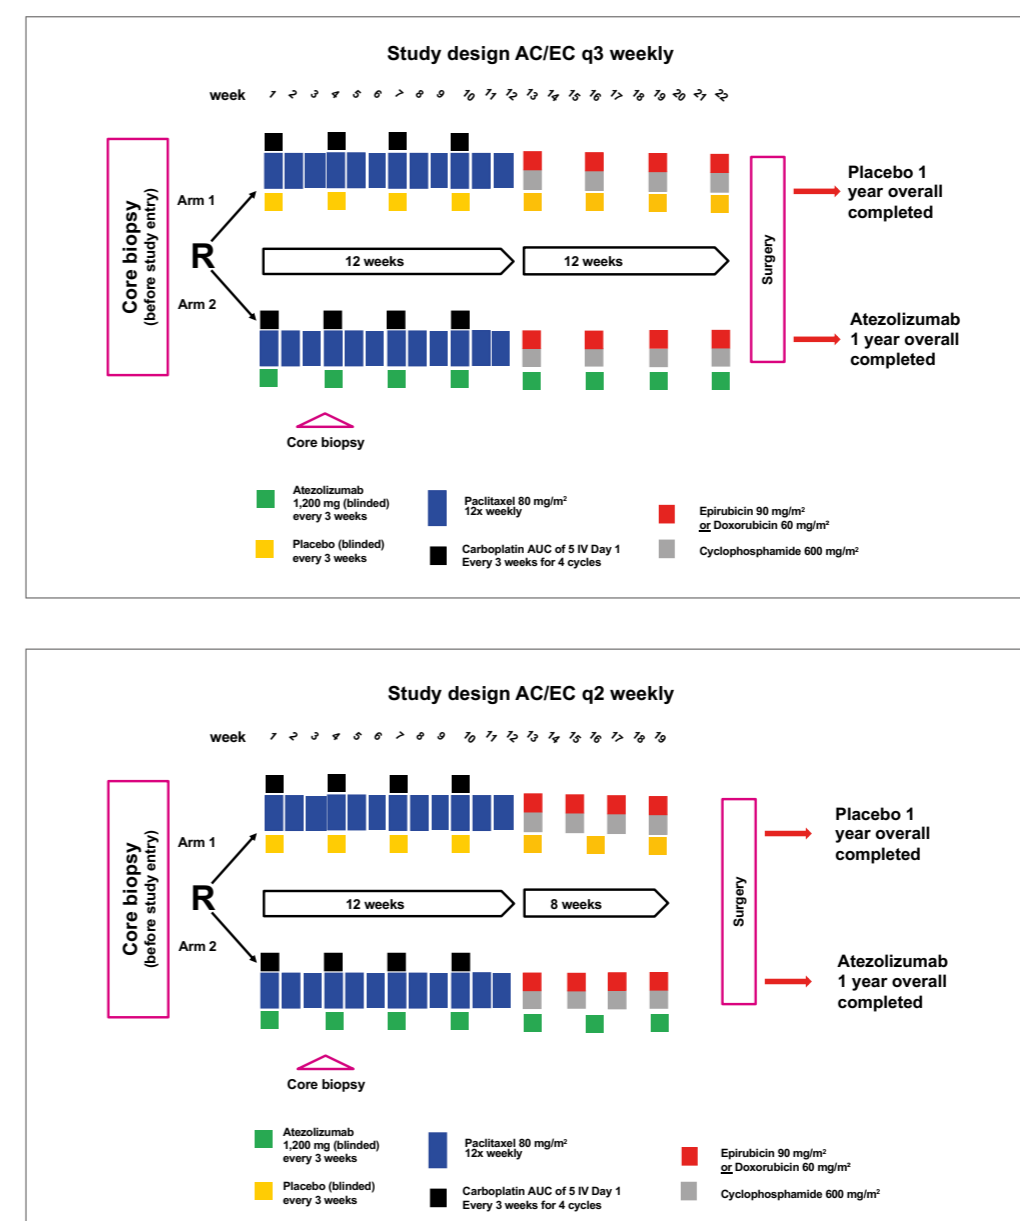 Study design AC/EC q3 weekly
week 1 2 3 4 5 6 7 8 9 10 11 12 13 14 15 16 17 18 19 20 21 22
Core biopsy
(before study entry)
Arm 1
R
Arm 2
12 weeks
12 weeks
Surgery
Placebo 1
year overall
completed
Atezolizumab
1 year overall
completed
Core biopsy
Atezolizumab
1,200 mg (blinded)
every 3 weeks
Placebo (blinded)
every 3 weeks
Paclitaxel 80 mg/m²
12x weekly
Carboplatin AUC of 5 IV Day 1
Every 3 weeks for 4 cycles
Epirubicin 90 mg/m²
or Doxorubicin 60 mg/m²
Cyclophosphamide 600 mg/m²
Study design AC/EC q2 weekly
week 1 2 3 4 5 6 7 8 9 10 11 12 13 14 15 16 17 18 19
Core biopsy
(before study entry)
Arm 1
R
Arm 2
12 weeks
8 weeks
Surgery
Placebo 1
year overall
completed
Atezolizumab
1 year overall
completed
Core biopsy
Atezolizumab
1,200 mg (blinded)
every 3 weeks
Placebo (blinded)
every 3 weeks
Paclitaxel 80 mg/m²
12x weekly
Carboplatin AUC of 5 IV Day 1
Every 3 weeks for 4 cycles
Epirubicin 90 mg/m²
or Doxorubicin 60 mg/m²
Cyclophosphamide 600 mg/m²